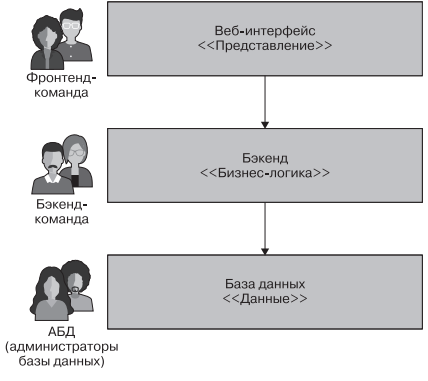 Веб-интерфейс
<<Представление>>
Фронтенд-
команда
Бэкенд
<<Бизнес-логика>>
Бэкенд-
команда
База данных
<<Данные>>
АБД
(администраторы
базы данных)